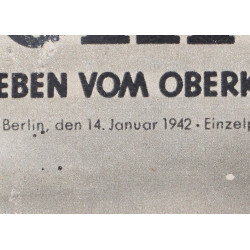 EBEN VOM OBERK
Berlin, den 14. Januar 1942 · Einzelp